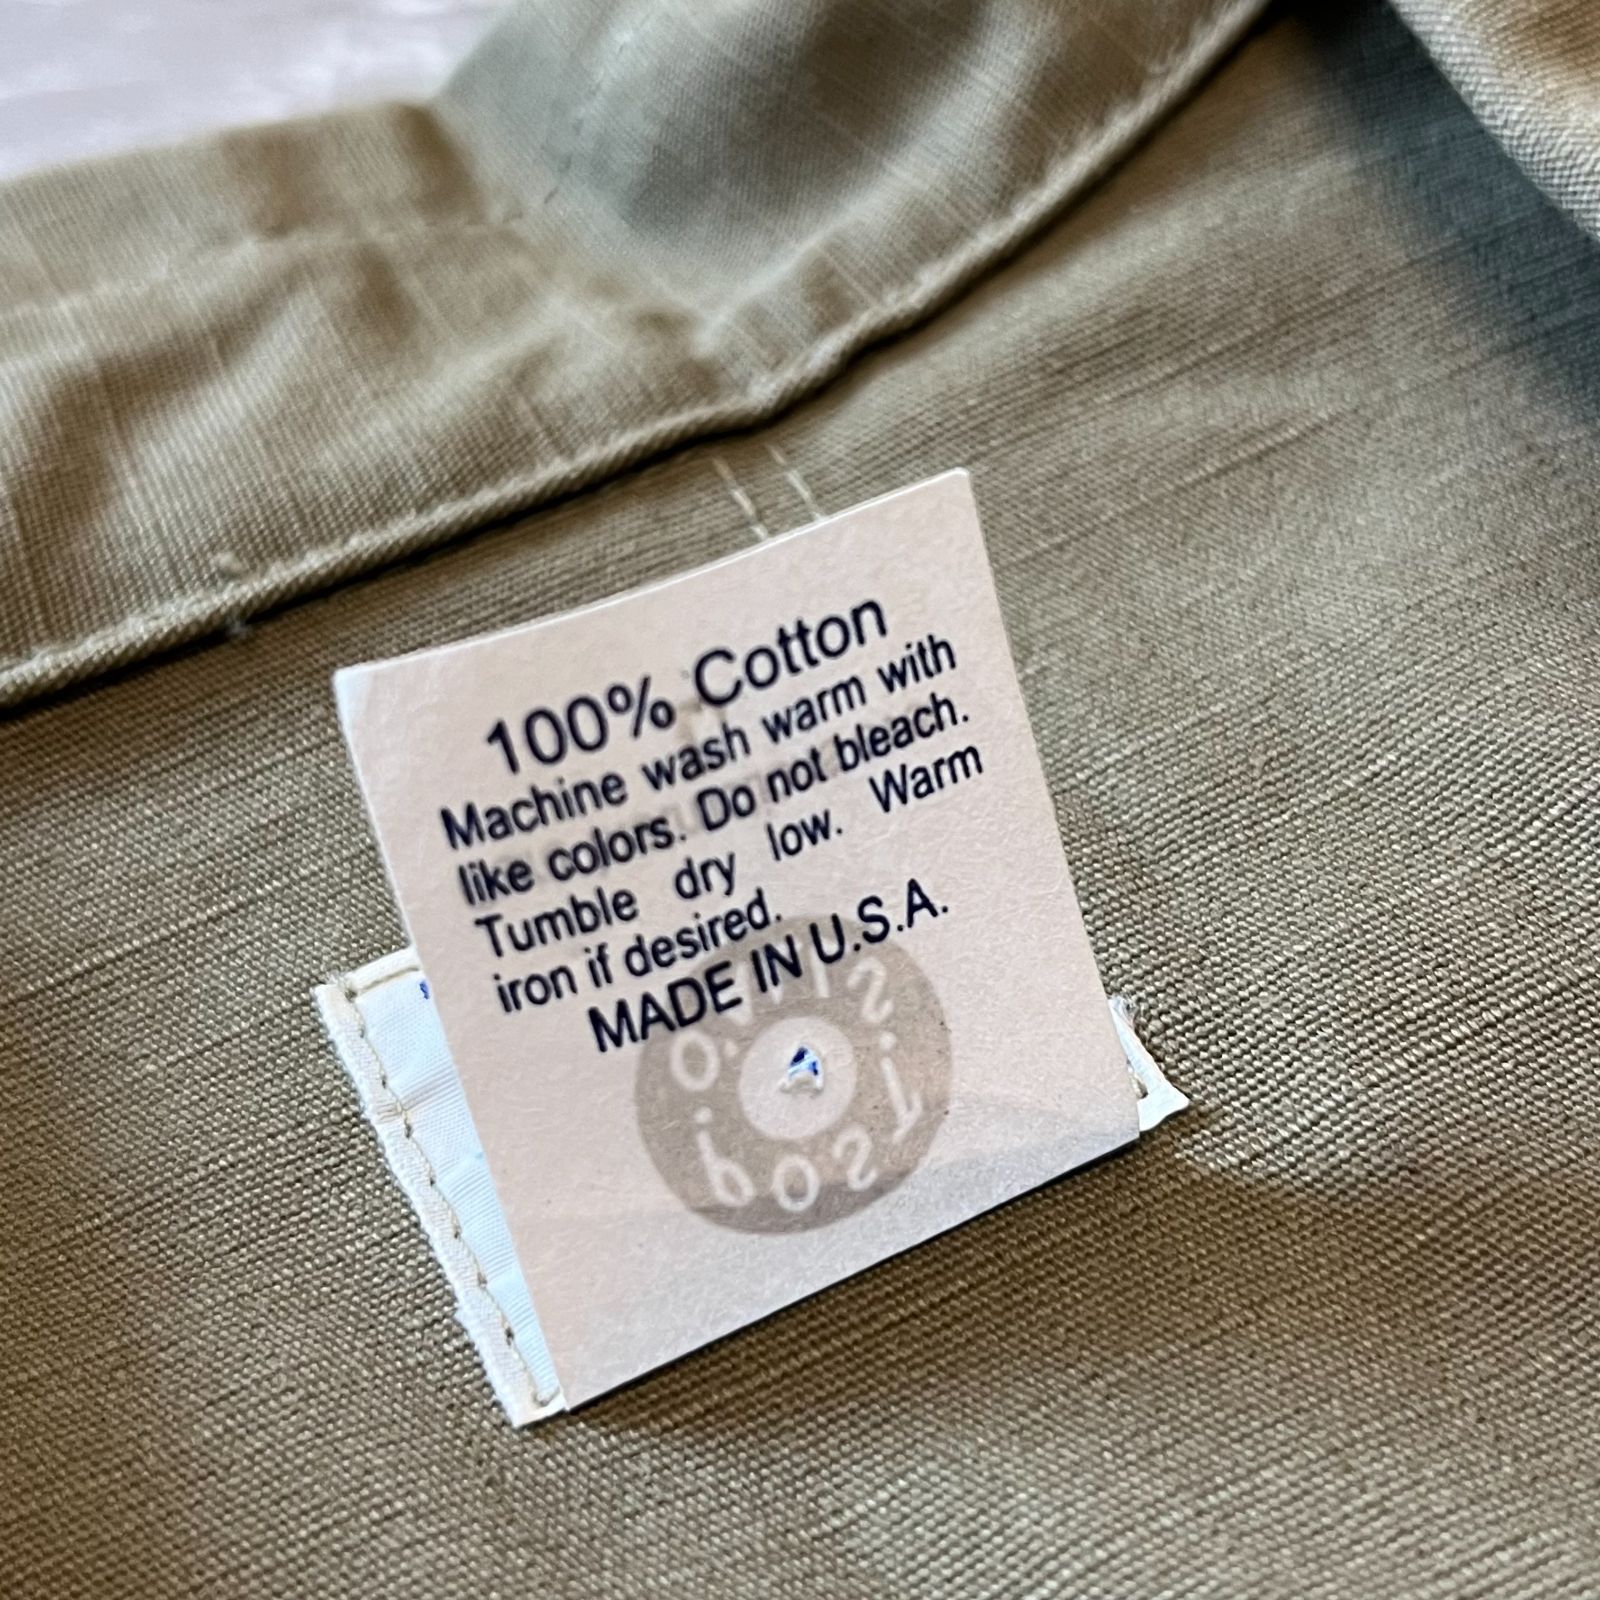 100% Cotton
Machine wash warm with
like colors. Do not bleach.
Tumble dry low. Warm
iron if desired.
MADE IN U.S.A.